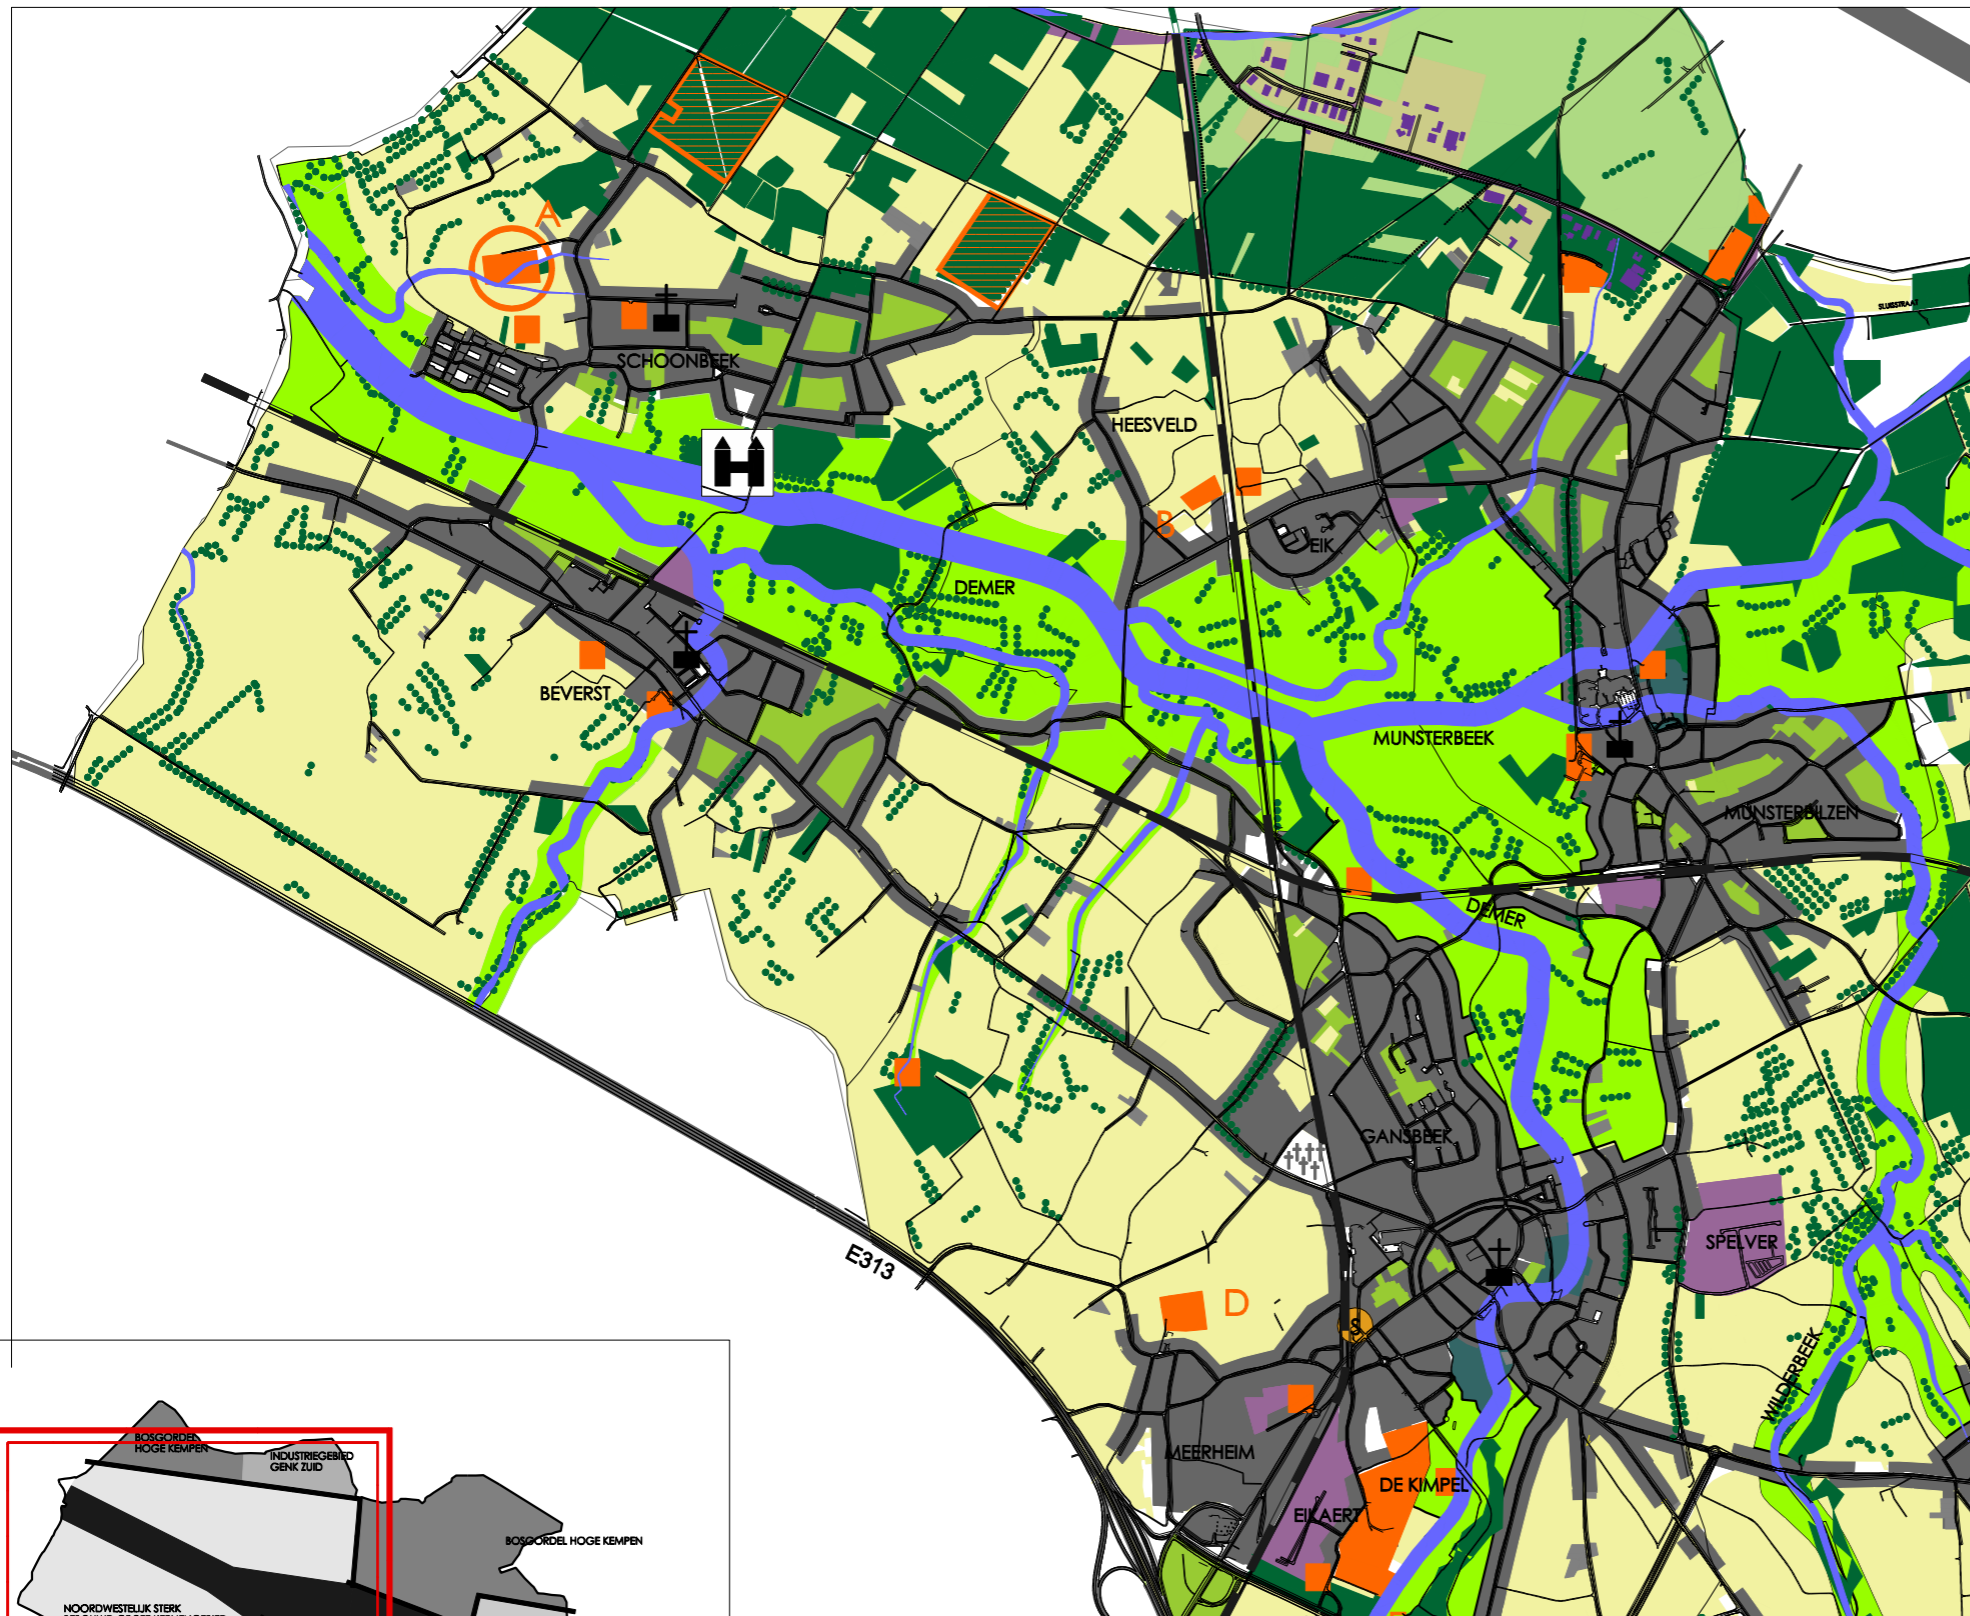 SLUISSTRAAT
A
SCHOONBEEK
HEESVELD
B
EIK
DEMER
BEVERST
MUNSTERBEEK
MUNSTERBILZEN
DEMER
GANSBEEK
SPELVER
E313
D
S
WILDERBEEK
MEERHEIM
DE KIMPEL
EIKAERT
BOSGORDEL
HOGE KEMPEN
INDUSTRIEGEBIED
GENK ZUID
BOSGORDEL HOGE KEMPEN
NOORDWESTELIJK STERK